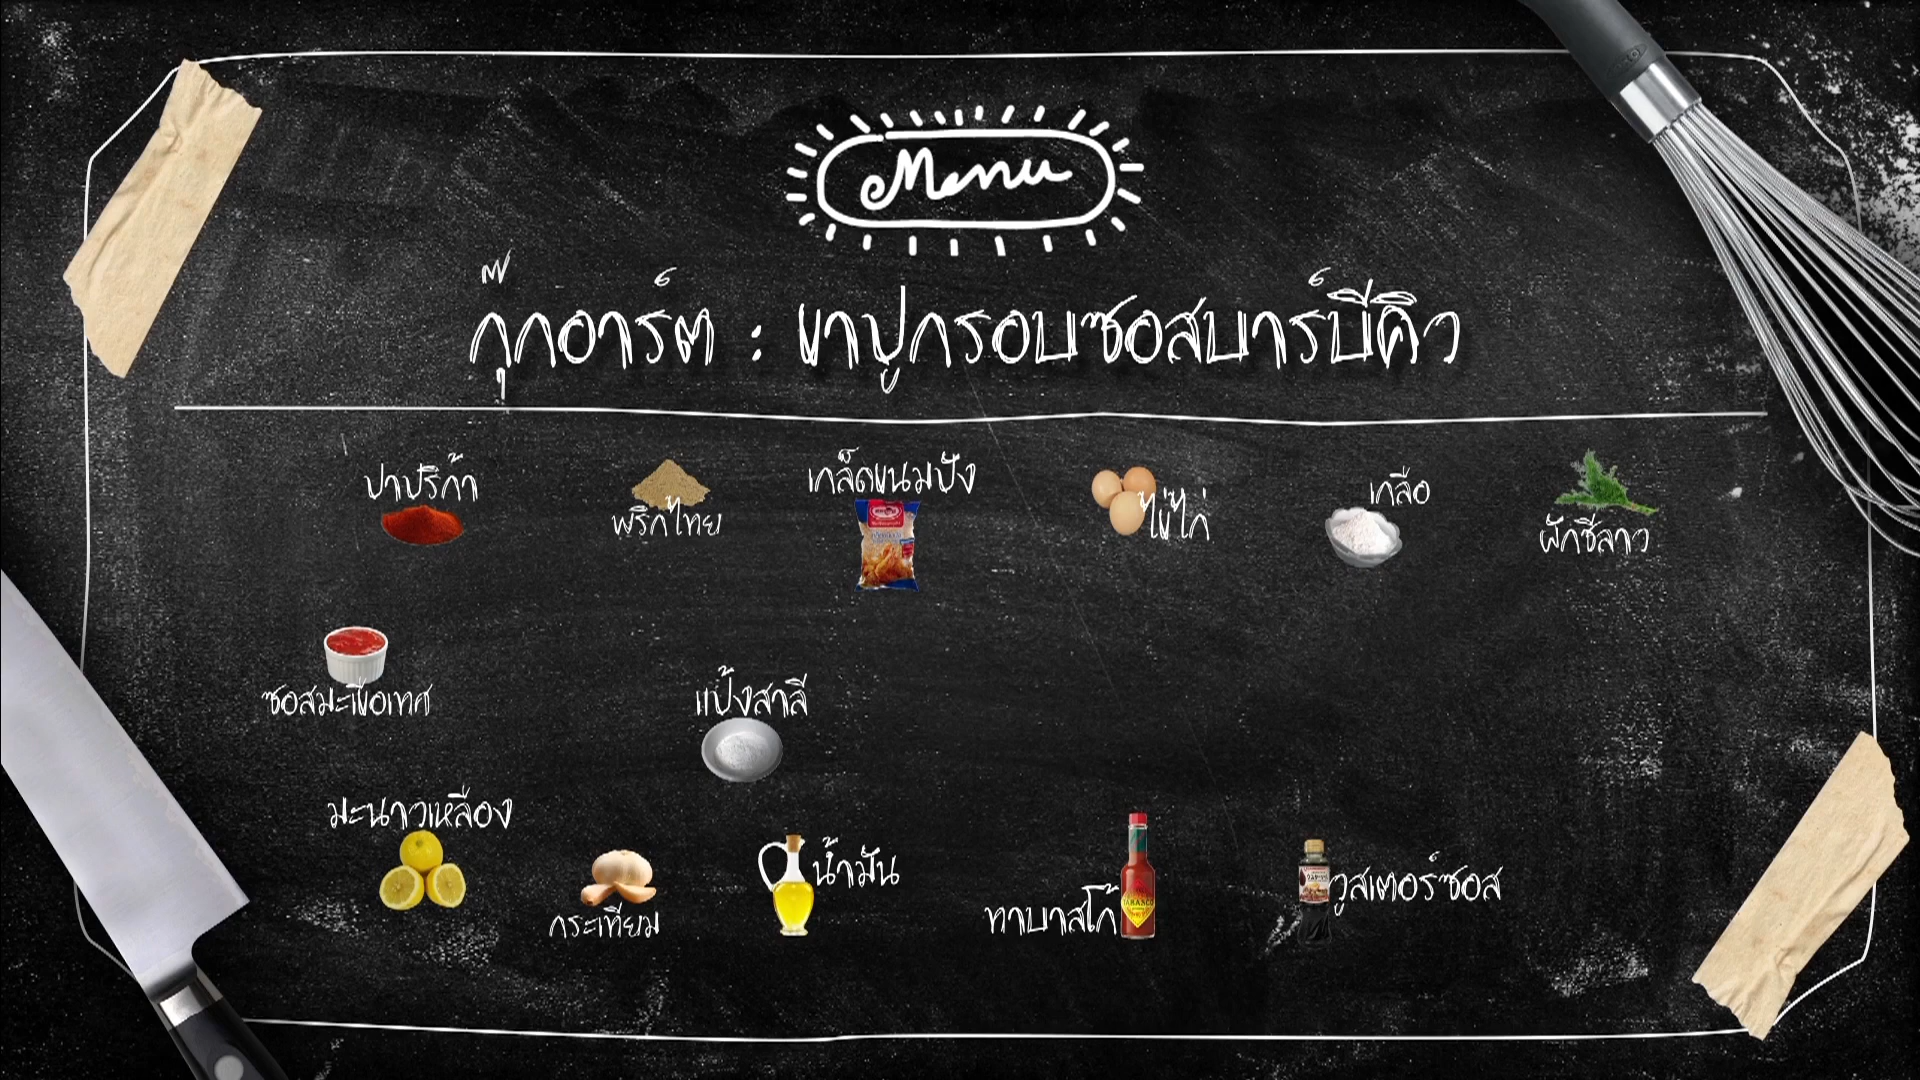 Menu
กุ๊กอาร์ต : ขาปูกรอบซอสบาร์บีคิว
ปาปริก้า
พริกไทย
เกล็ดขนมปัง
ไข่ไก่
เกลือ
ผักชีลาว
ซอสมะเขือเทศ
แป้งสาลี
มะนาวเหลือง
กระเทียม
น้ำมัน
ทาบาสโก้
TABASCO
วูสเตอร์ซอส